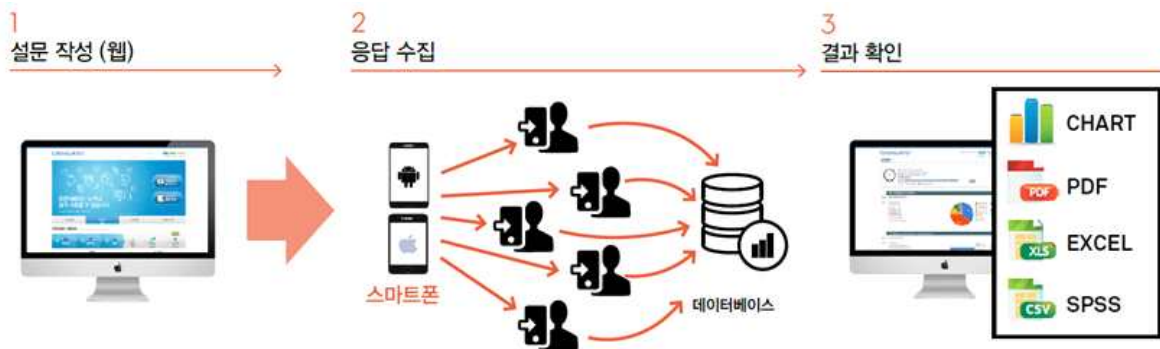 1
설문 작성 (웹)
2
응답 수집
3
결과 확인
스마트폰
데이터베이스
CHART
PDF
PDF
XLS
EXCEL
CSV
SPSS